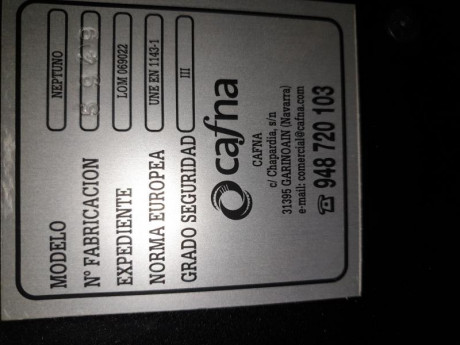 MODELO NEPTUNO
Nº FABRICACION 5949
EXPEDIENTE LOM 069022
NORMA EUROPEA UNE EN 1143-1
GRADO SEGURIDAD III
cafna
CAFNA
c/ Chapardia, s/n
31395 GARINOAIN (Navarra)
e-mail: comercial@cafna.com
☎ 948 720 103